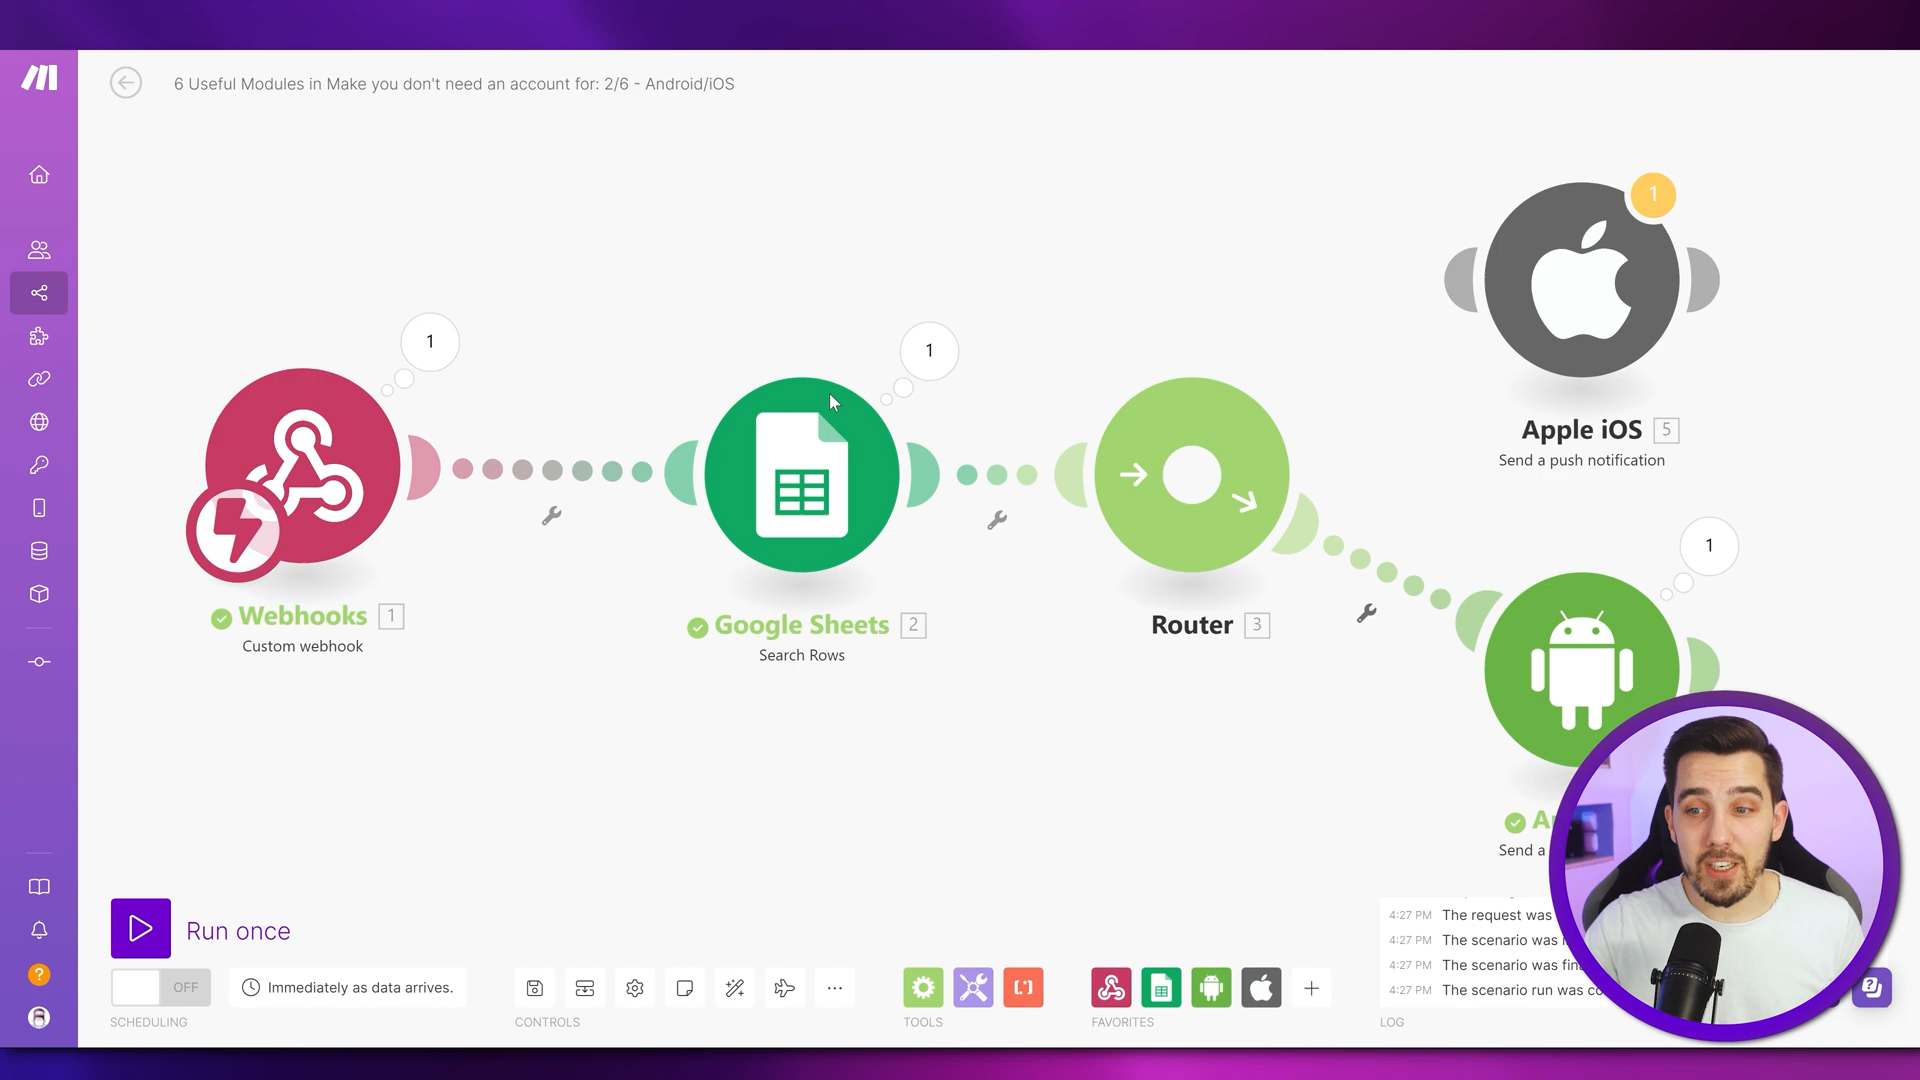 6 Useful Modules in Make you don't need an account for: 2/6 - Android/iOS
1
1
1
Apple iOS 5
Send a push notification
1
Webhooks 1
Custom webhook
Google Sheets 2
Search Rows
Router 3
Send a
Run once
OFF
Immediately as data arrives.
SCHEDULING
CONTROLS
TOOLS
FAVORITES
4:27 PM The request was
4:27 PM The scenario was
4:27 PM The scenario was
4:27 PM The scenario run was
LOG